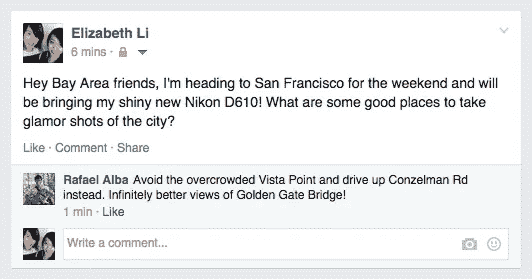 Elizabeth Li
6 mins ·
Hey Bay Area friends, I'm heading to San Francisco for the weekend and will
be bringing my shiny new Nikon D610! What are some good places to take
glamor shots of the city?
Like · Comment · Share
Rafael Alba Avoid the overcrowded Vista Point and drive up Conzelman Rd
instead. Infinitely better views of Golden Gate Bridge!
1 min · Like
Write a comment...